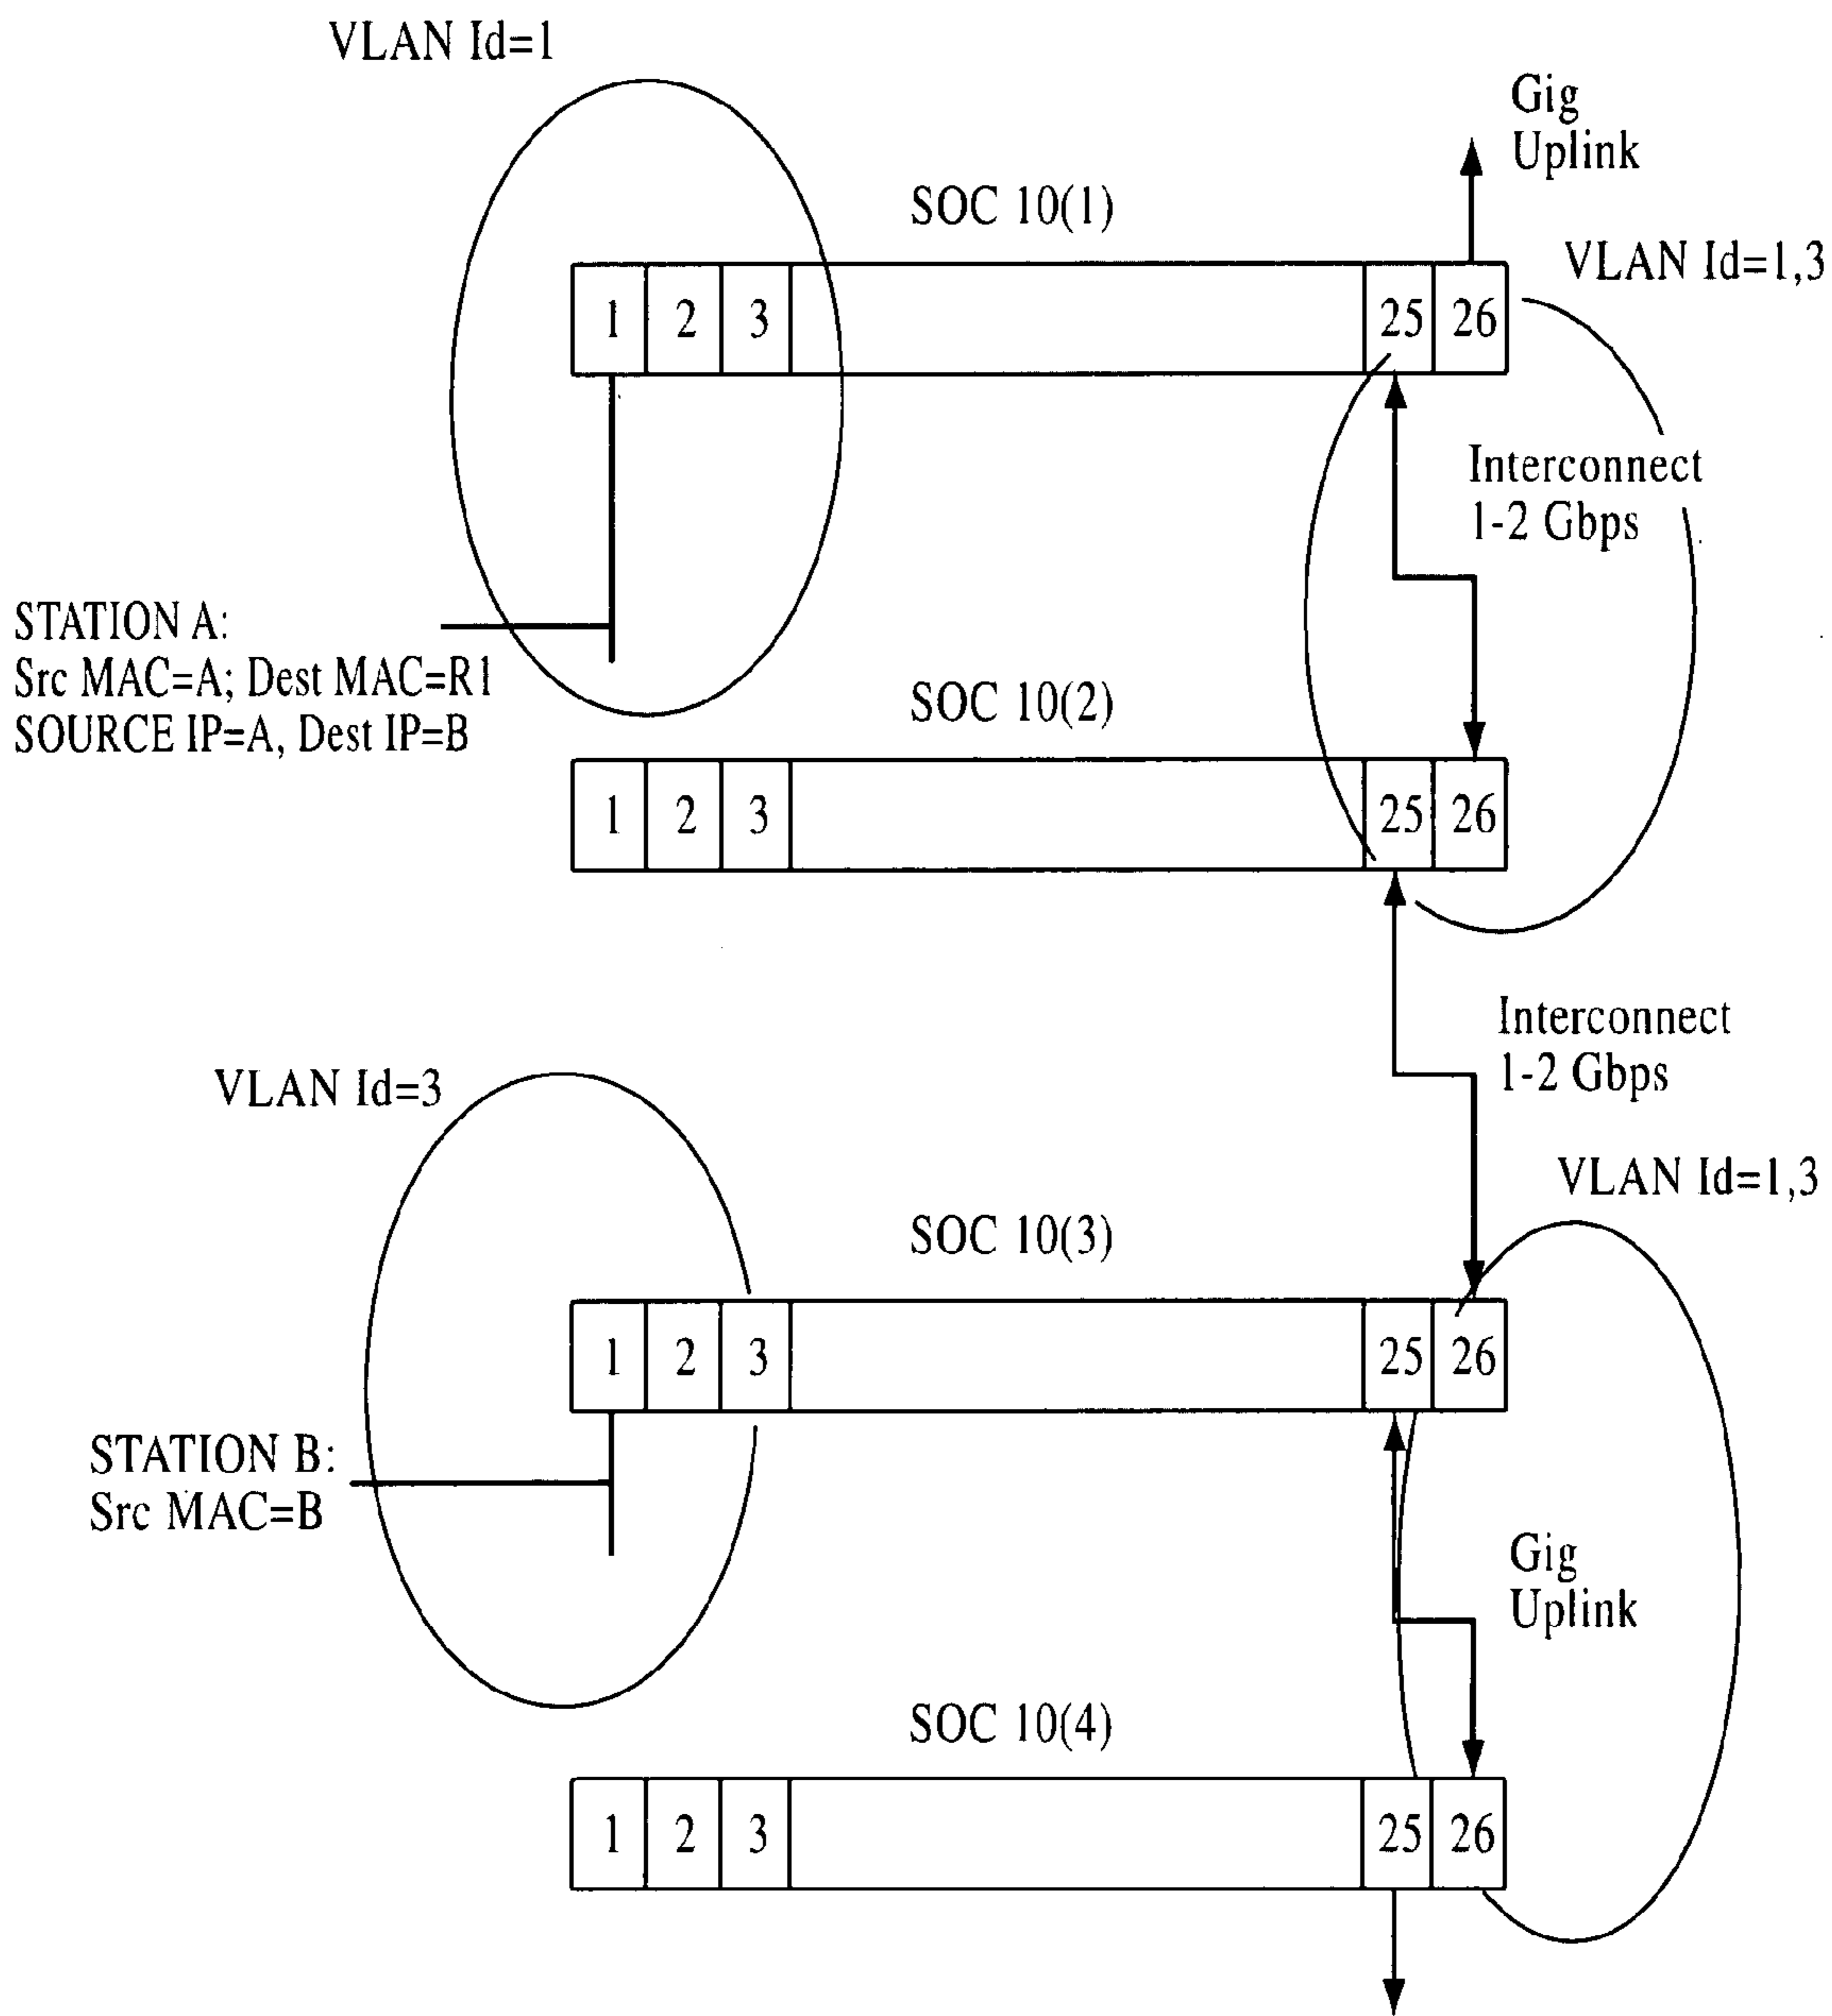 VLAN Id=1
Gig
Uplink
SOC 10(1)
VLAN Id=1,3
1 2 3 25 26
Interconnect
1-2 Gbps
STATION A:
Src MAC=A; Dest MAC=R1
SOURCE IP=A, Dest IP=B
SOC 10(2)
1 2 3 25 26
Interconnect
1-2 Gbps
VLAN Id=3
VLAN Id=1,3
SOC 10(3)
1 2 3 25 26
STATION B:
Src MAC=B
Gig
Uplink
SOC 10(4)
1 2 3 25 26